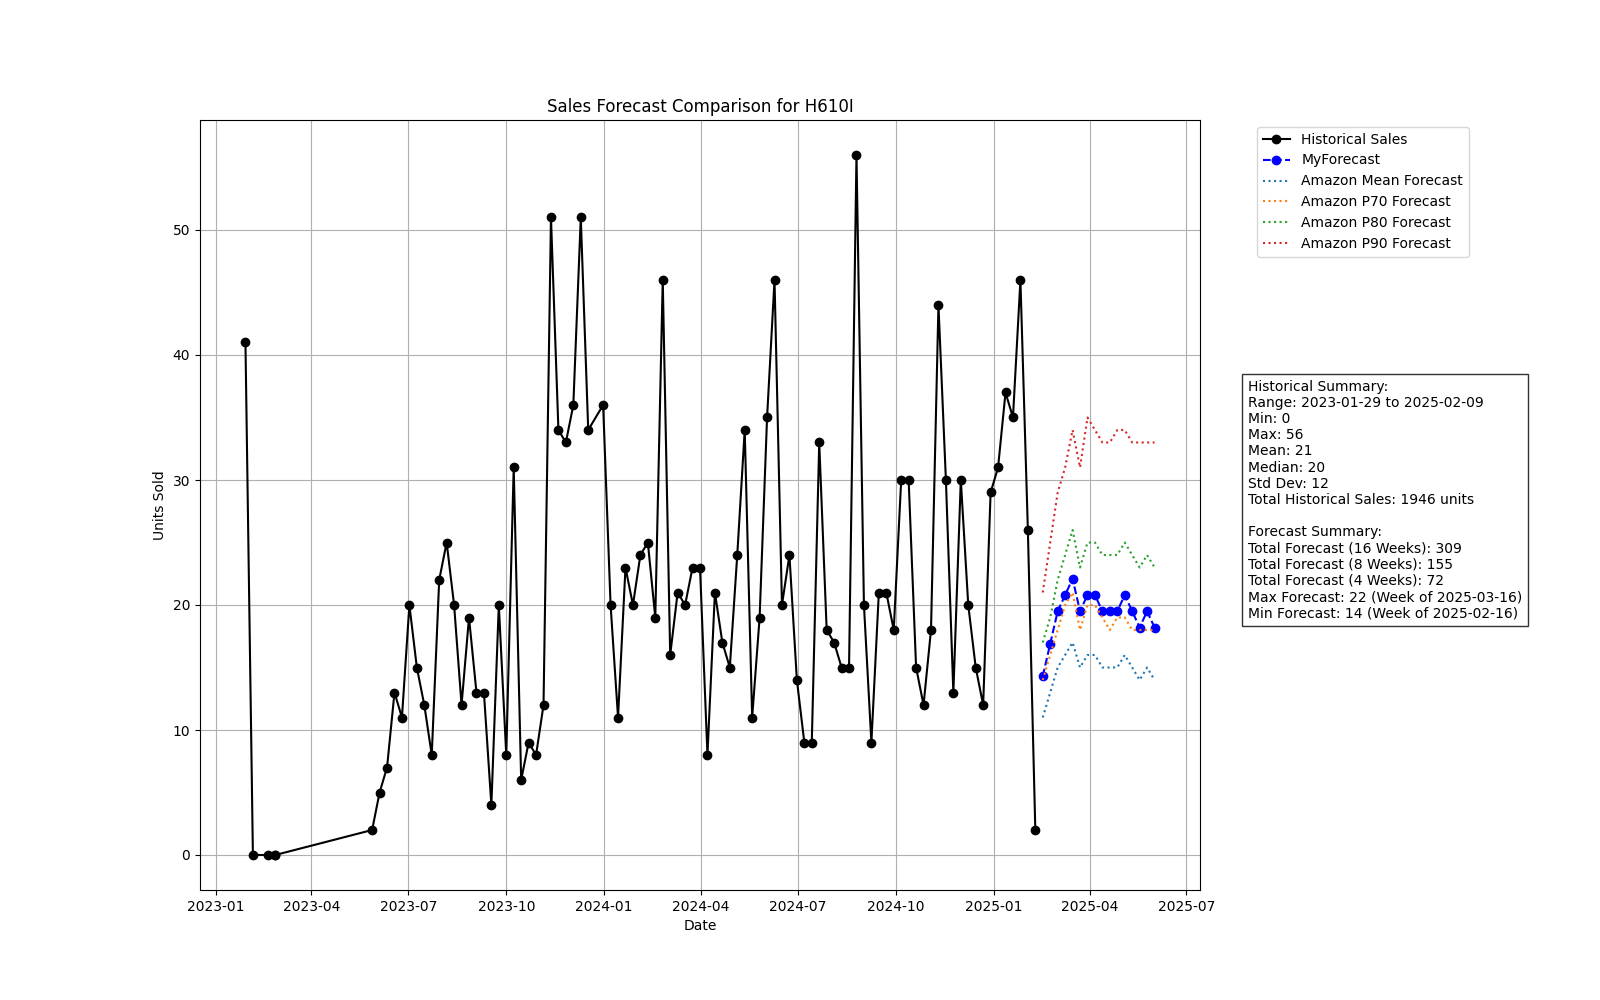 Sales Forecast Comparison for H610I
Historical Sales
MyForecast
Amazon Mean Forecast
Amazon P70 Forecast
Amazon P80 Forecast
Amazon P90 Forecast
Units Sold
50
40
30
20
10
0
2023-01
2023-04
2023-07
2023-10
2024-01
2024-04
2024-07
2024-10
2025-01
2025-04
2025-07
Date
Historical Summary:
Range: 2023-01-29 to 2025-02-09
Min: 0
Max: 56
Mean: 21
Median: 20
Std Dev: 12
Total Historical Sales: 1946 units
Forecast Summary:
Total Forecast (16 Weeks): 309
Total Forecast (8 Weeks): 155
Total Forecast (4 Weeks): 72
Max Forecast: 22 (Week of 2025-03-16)
Min Forecast: 14 (Week of 2025-02-16)